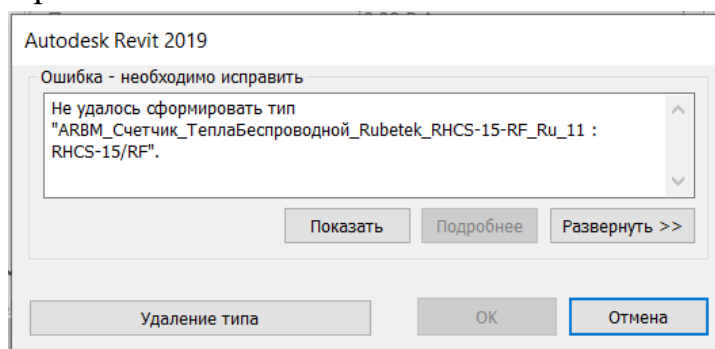 Autodesk Revit 2019
Ошибка - необходимо исправить
Не удалось сформировать тип
"ARBM_Счетчик_ТеплаБеспроводной_Rubetek_RHCS-15-RF_Ru_11 :
RHCS-15/RF".
Показать Подробнее Развернуть >>
Удаление типа ОК Отмена